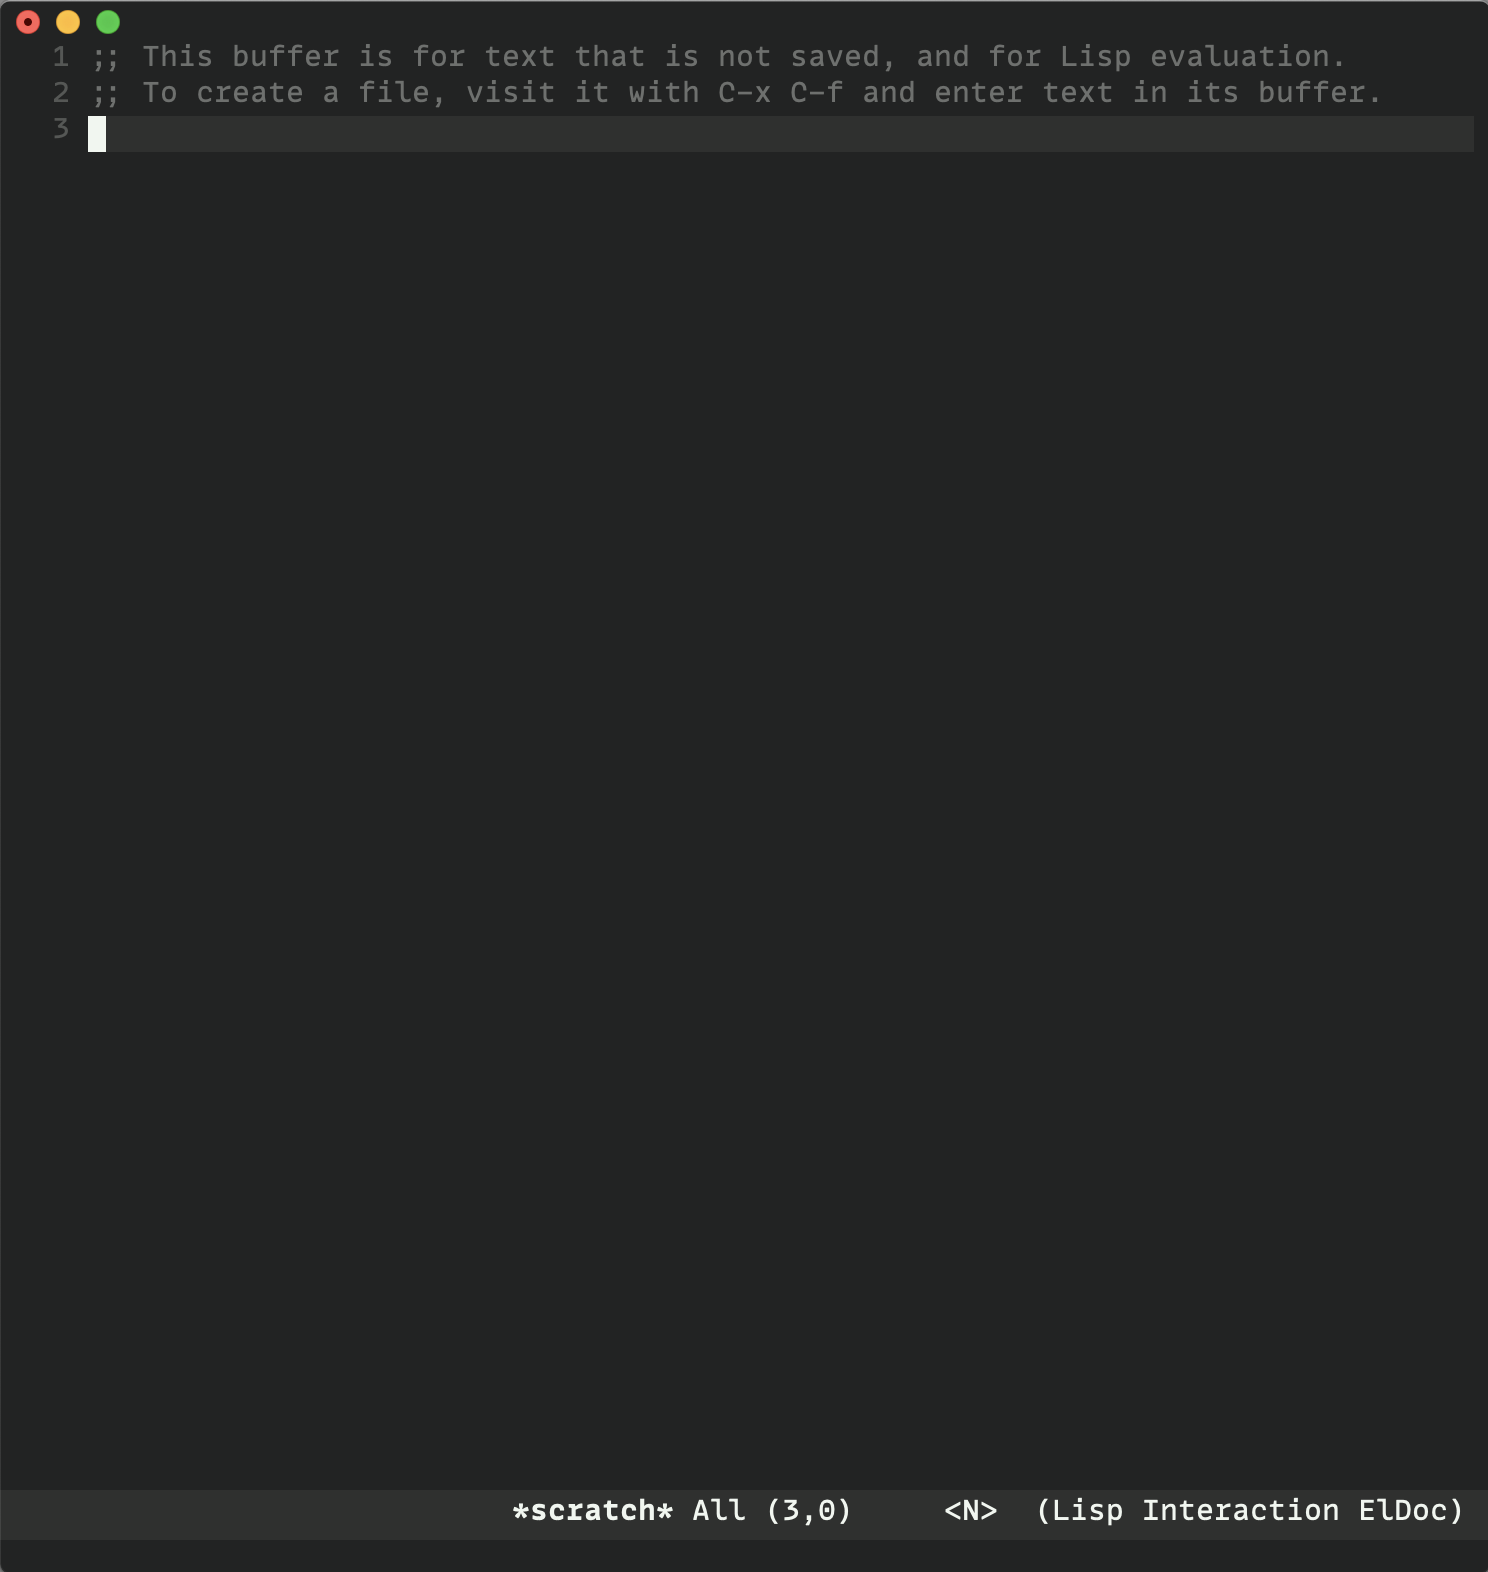 1 ;; This buffer is for text that is not saved, and for Lisp evaluation.
2 ;; To create a file, visit it with C-x C-f and enter text in its buffer.
3
*scratch* All (3,0) <N> (Lisp Interaction ElDoc)